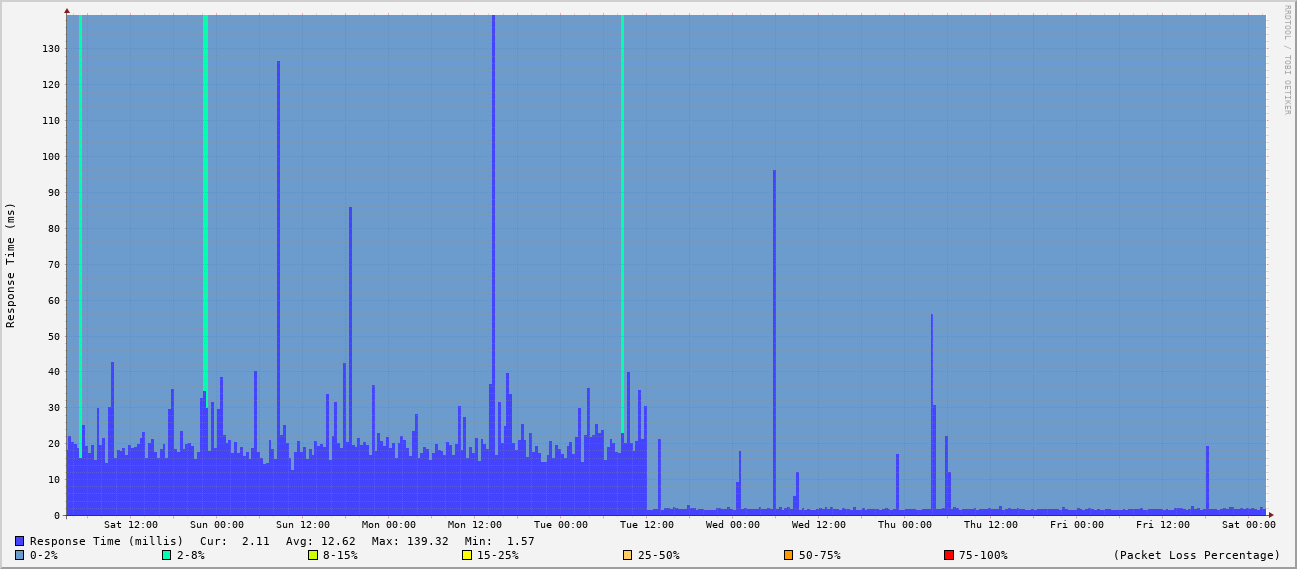 RRDTOOL / TOBI OETIKER
Response Time (ms)
130
120
110
100
90
80
70
60
50
40
30
20
10
0
Sat 12:00 Sun 00:00 Sun 12:00 Mon 00:00 Mon 12:00 Tue 00:00 Tue 12:00 Wed 00:00 Wed 12:00 Thu 00:00 Thu 12:00 Fri 00:00 Fri 12:00 Sat 00:00
Response Time (millis) Cur: 2.11 Avg: 12.62 Max: 139.32 Min: 1.57
0-2% 2-8% 8-15% 15-25% 25-50% 50-75% 75-100% (Packet Loss Percentage)